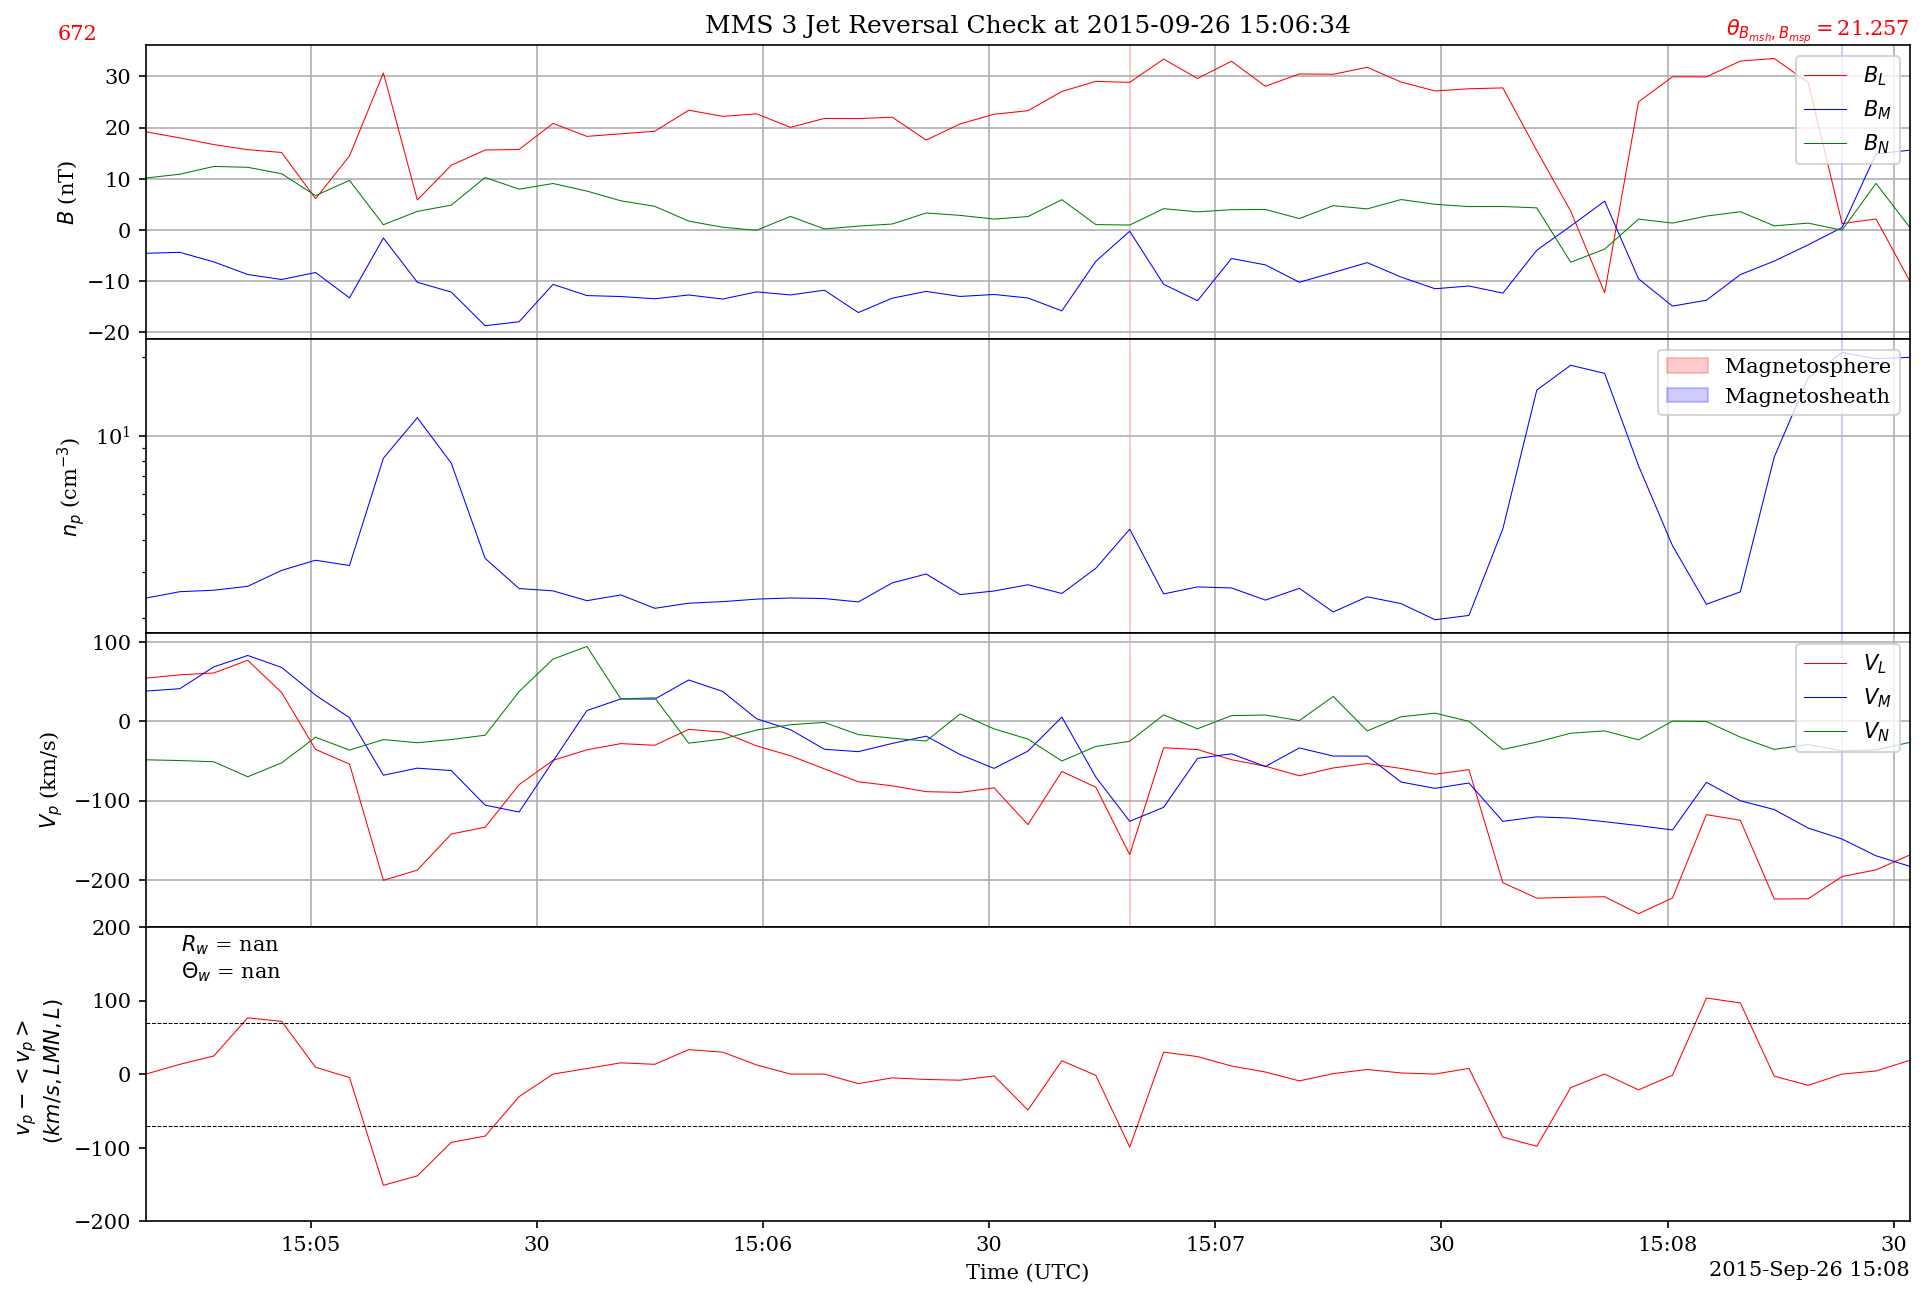 672
MMS 3 Jet Reversal Check at 2015-09-26 15:06:34
θ_{B_{msh}, B_{msp}} = 21.257
B (nT)
30
20
10
0
−10
−20
B_L
B_M
B_N
n_p (cm^{−3})
10^1
Magnetosphere
Magnetosheath
V_p (km/s)
100
0
−100
−200
V_L
V_M
V_N
v_p − < v_p >
(km/s, LMN, L)
200
100
0
−100
−200
R_w = nan
Θ_w = nan
15:05
30
15:06
30
15:07
30
15:08
30
Time (UTC)
2015-Sep-26 15:08